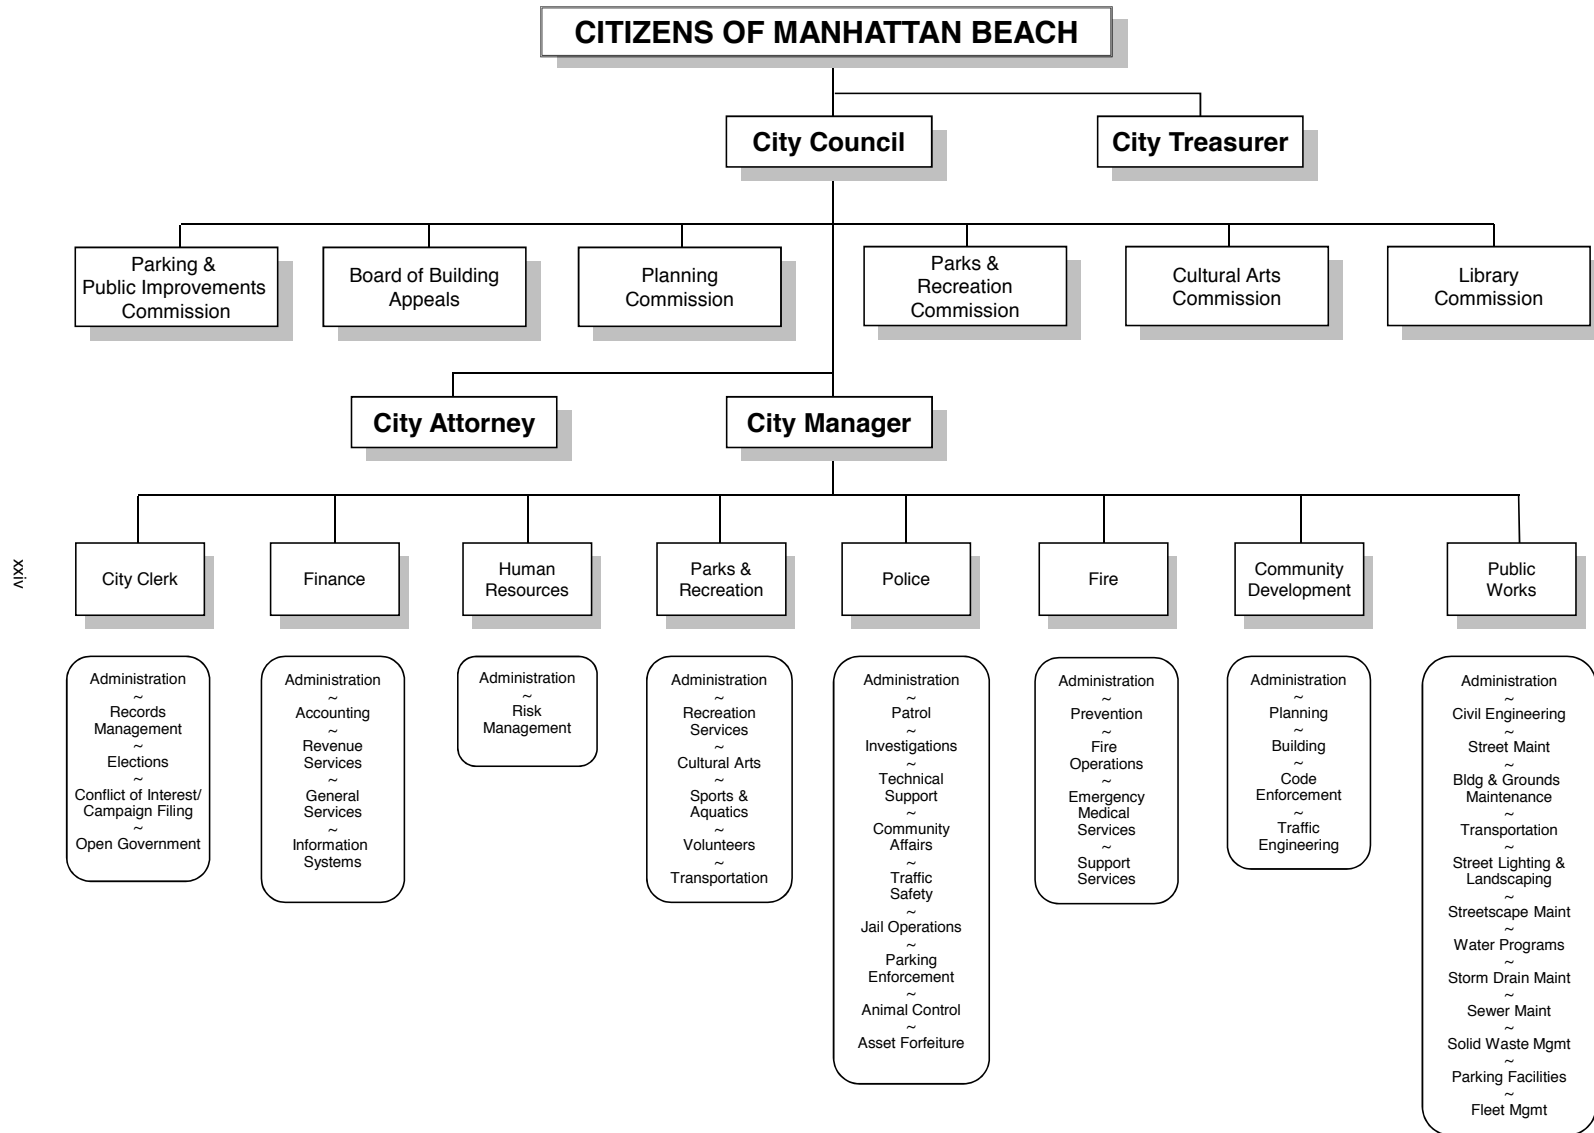 CITIZENS OF MANHATTAN BEACH
City Council
City Treasurer
Parking &
Public Improvements
Commission
Board of Building
Appeals
Planning
Commission
Parks &
Recreation
Commission
Cultural Arts
Commission
Library
Commission
City Attorney
City Manager
City Clerk
Finance
Human
Resources
Parks &
Recreation
Police
Fire
Community
Development
Public
Works
Administration
~
Records
Management
~
Elections
~
Conflict of Interest/
Campaign Filing
~
Open Government
Administration
~
Accounting
~
Revenue
Services
~
General
Services
~
Information
Systems
Administration
~
Risk
Management
Administration
~
Recreation
Services
~
Cultural Arts
~
Sports &
Aquatics
~
Volunteers
~
Transportation
Administration
~
Patrol
~
Investigations
~
Technical
Support
~
Community
Affairs
~
Traffic
Safety
~
Jail Operations
~
Parking
Enforcement
~
Animal Control
~
Asset Forfeiture
Administration
~
Prevention
~
Fire
Operations
~
Emergency
Medical
Services
~
Support
Services
Administration
~
Planning
~
Building
~
Code
Enforcement
~
Traffic
Engineering
Administration
~
Civil Engineering
~
Street Maint
~
Bldg & Grounds
Maintenance
~
Transportation
~
Street Lighting &
Landscaping
~
Streetscape Maint
~
Water Programs
~
Storm Drain Maint
~
Sewer Maint
~
Solid Waste Mgmt
~
Parking Facilities
~
Fleet Mgmt
xxiv